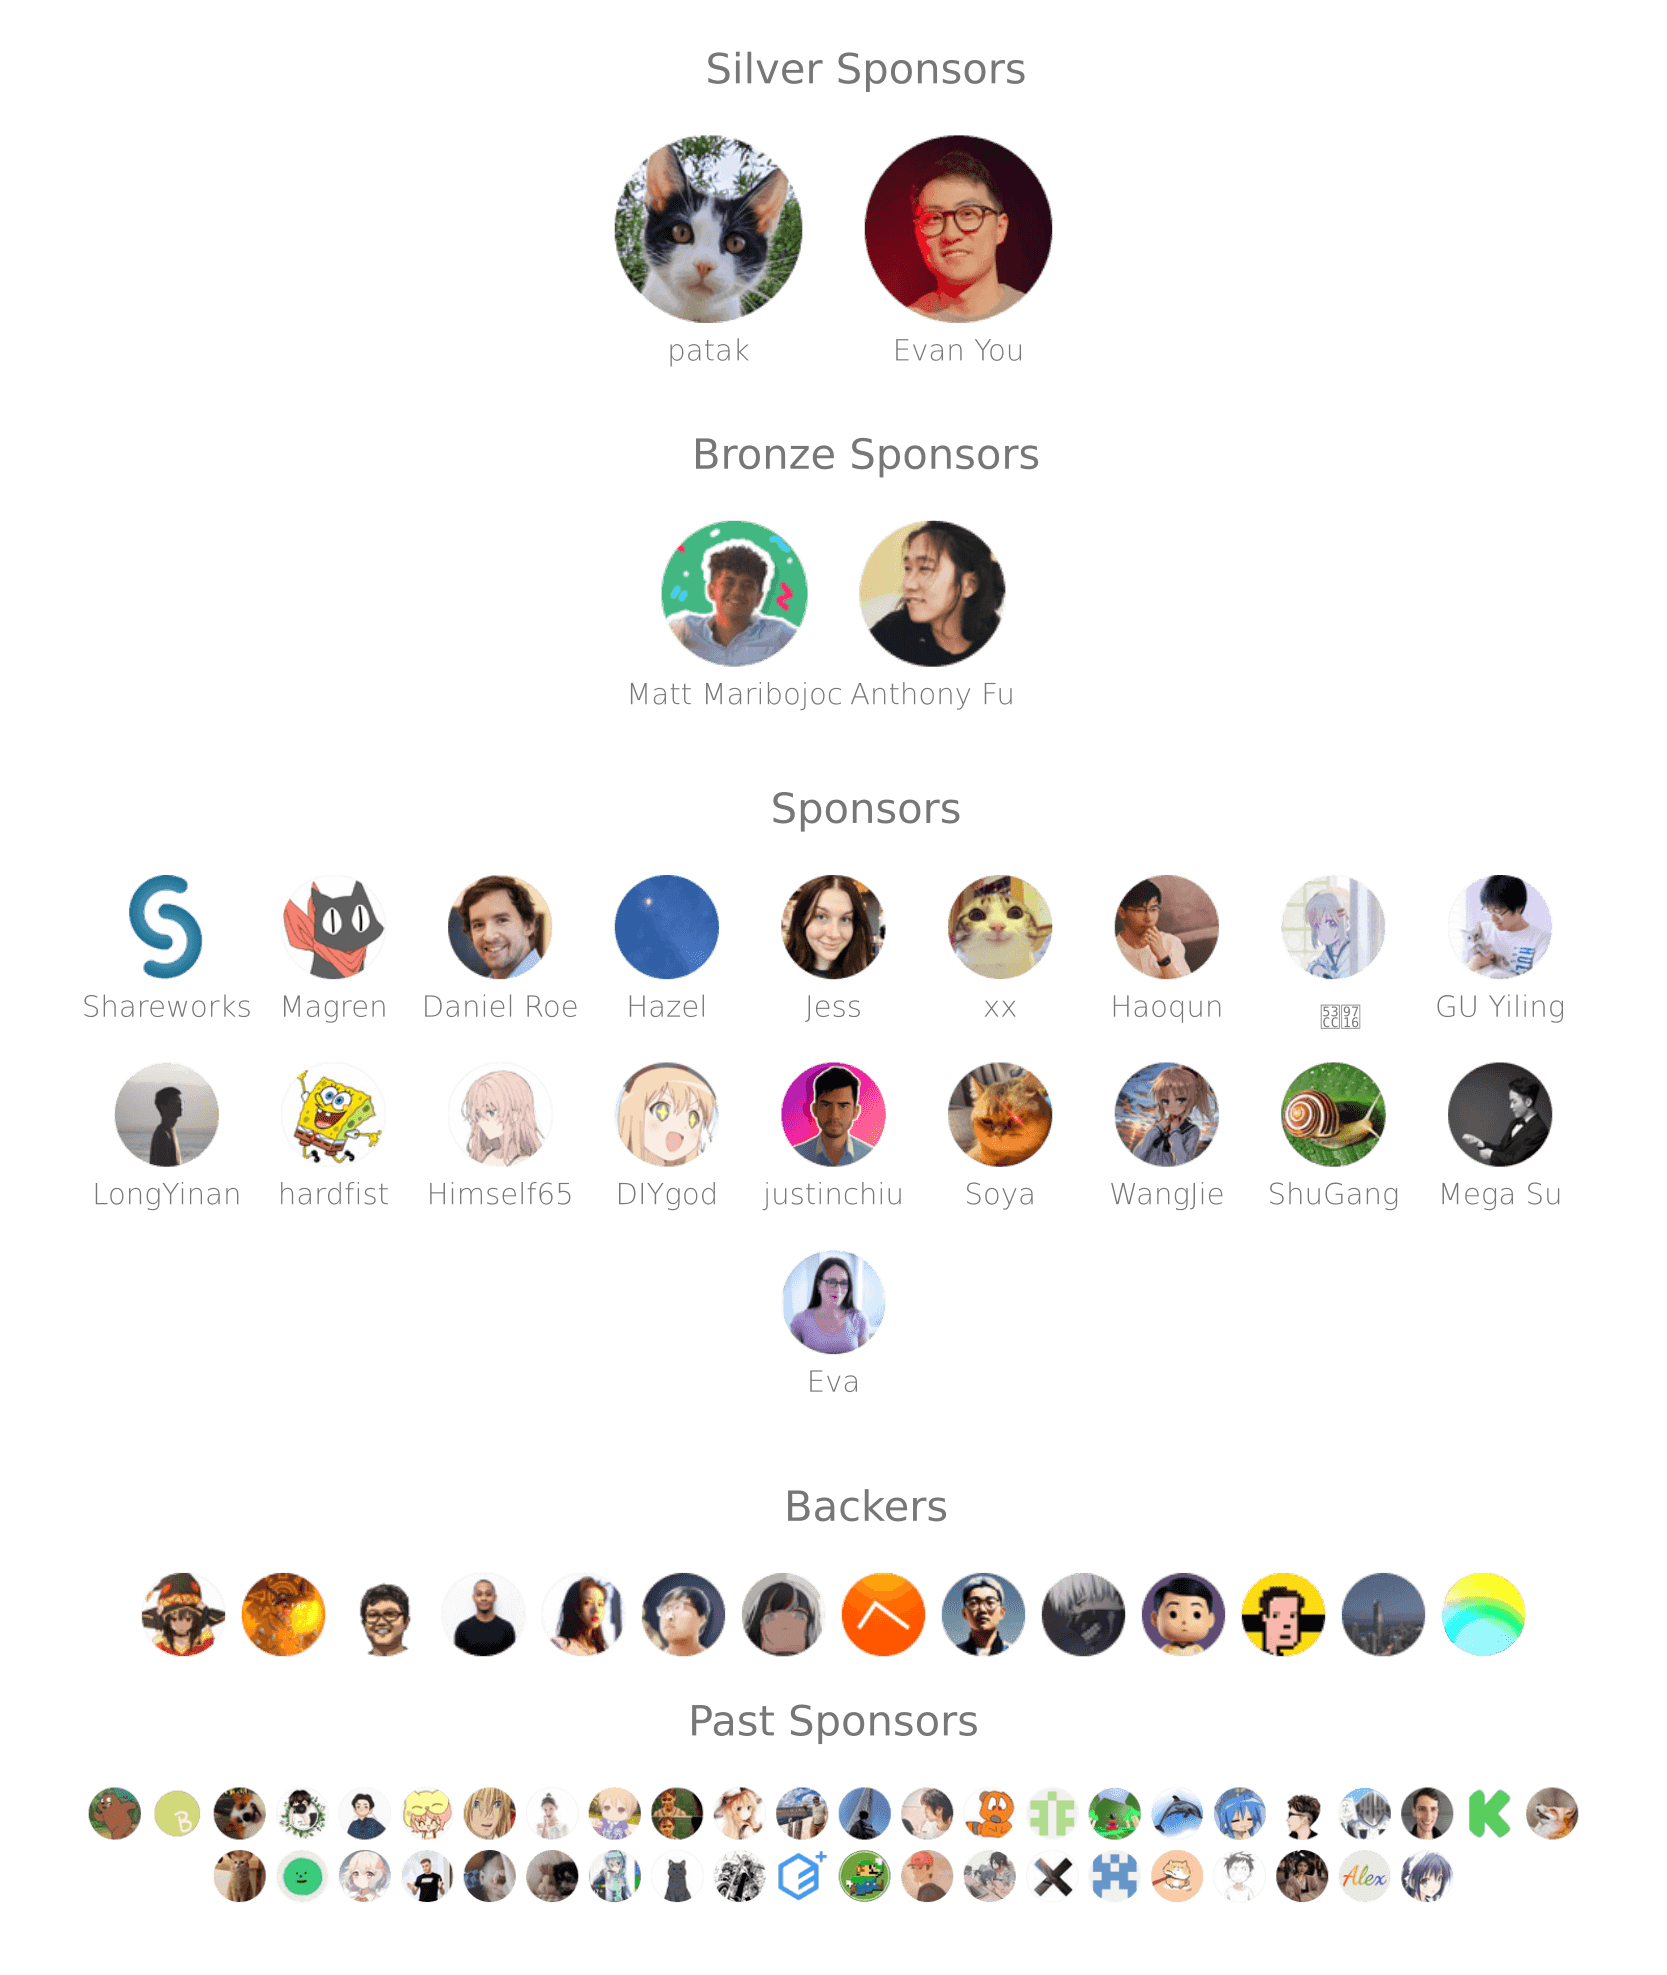 Silver Sponsors
patak Evan You
Bronze Sponsors
Matt Maribojoc Anthony Fu
Sponsors
Shareworks Magren Daniel Roe Hazel Jess xx Haoqun GU Yiling
LongYinan hardfist Himself65 DIYgod justinchiu Soya WangJie ShuGang Mega Su
Eva
Backers
Past Sponsors
B
Alex